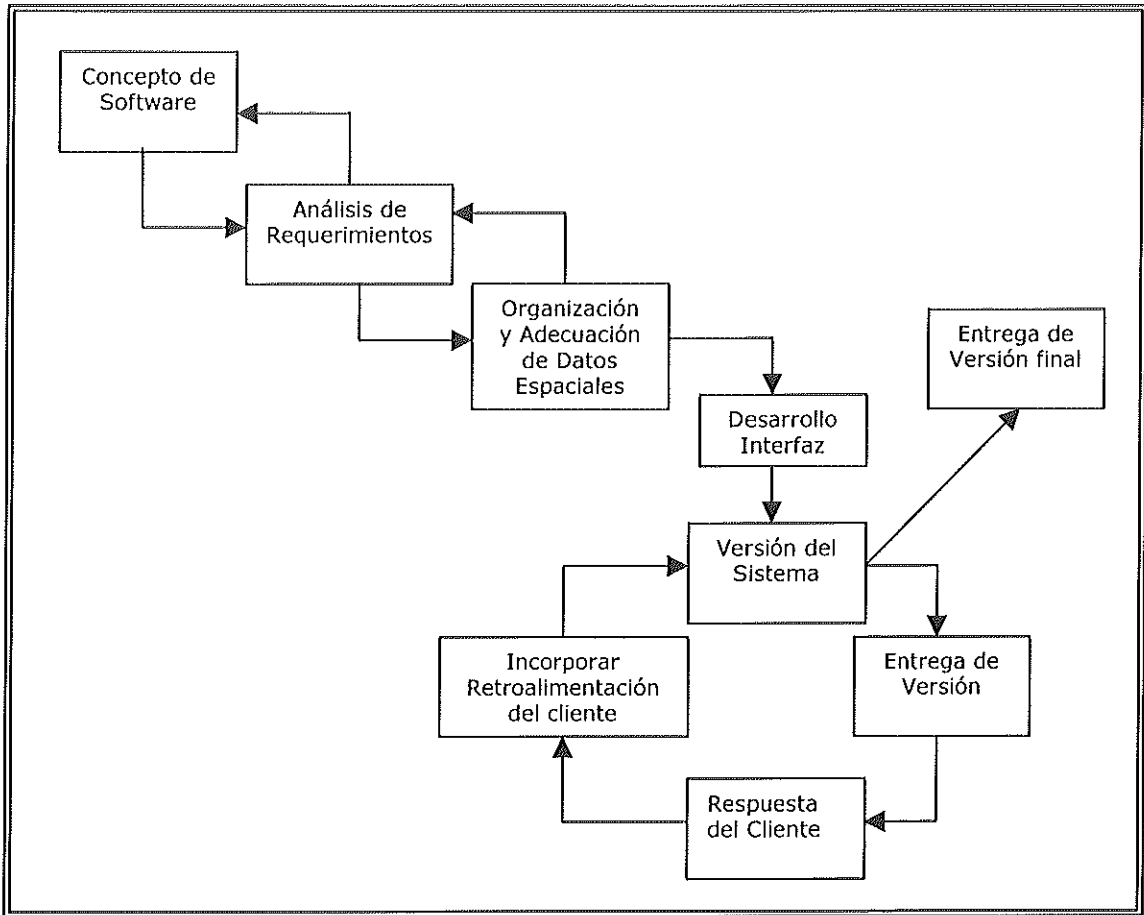 Concepto de
Software
Análisis de
Requerimientos
Organización
y Adecuación
de Datos
Espaciales
Entrega de
Versión final
Desarrollo
Interfaz
Versión del
Sistema
Incorporar
Retroalimentación
del cliente
Entrega de
Versión
Respuesta
del Cliente